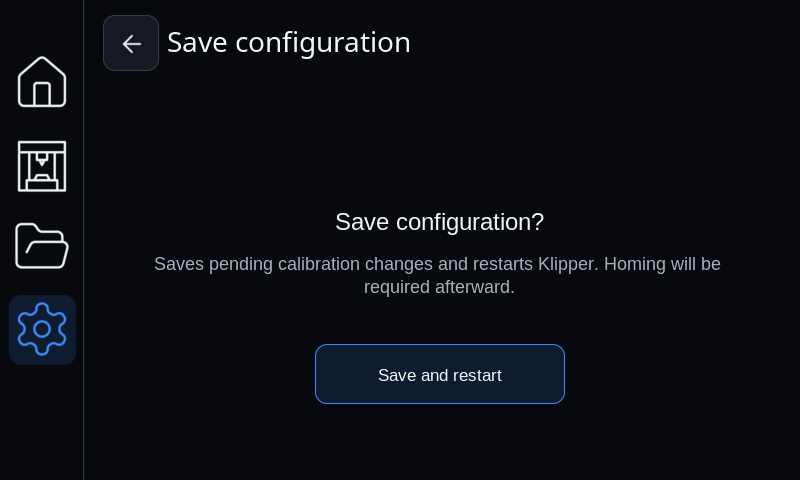 Save configuration
Save configuration?
Saves pending calibration changes and restarts Klipper. Homing will be
required afterward.
Save and restart